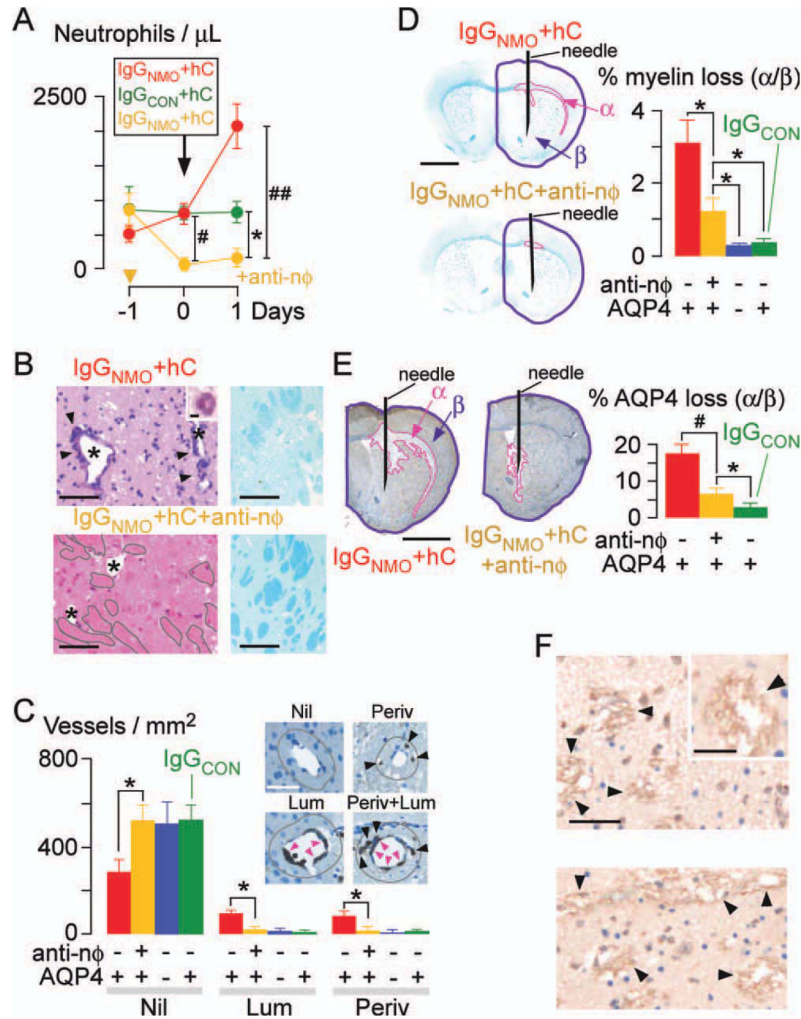 A
Neutrophils / μL
IgG_NMO+hC
IgG_CON+hC
IgG_NMO+hC
2500
0
##
#
*
+anti-nϕ
-1 0 1 Days
B
IgG_NMO+hC
* *
IgG_NMO+hC+anti-nϕ
* *
C
Vessels / mm²
800
400
0
IgG_CON
* * *
Nil Periv
Lum Periv+Lum
anti-nϕ - + - - - + - - - + - -
AQP4 + + - + + + - + + + - +
Nil Lum Periv
D
IgG_NMO+hC
needle
α
β
IgG_NMO+hC+anti-nϕ
needle
% myelin loss (α/β)
IgG_CON
4
2
0
* * *
anti-nϕ - + - -
AQP4 + + - +
E
needle
α
β
needle
IgG_NMO+hC
IgG_NMO+hC
+anti-nϕ
% AQP4 loss (α/β)
IgG_CON
20
10
0
# *
anti-nϕ - + -
AQP4 + + +
F